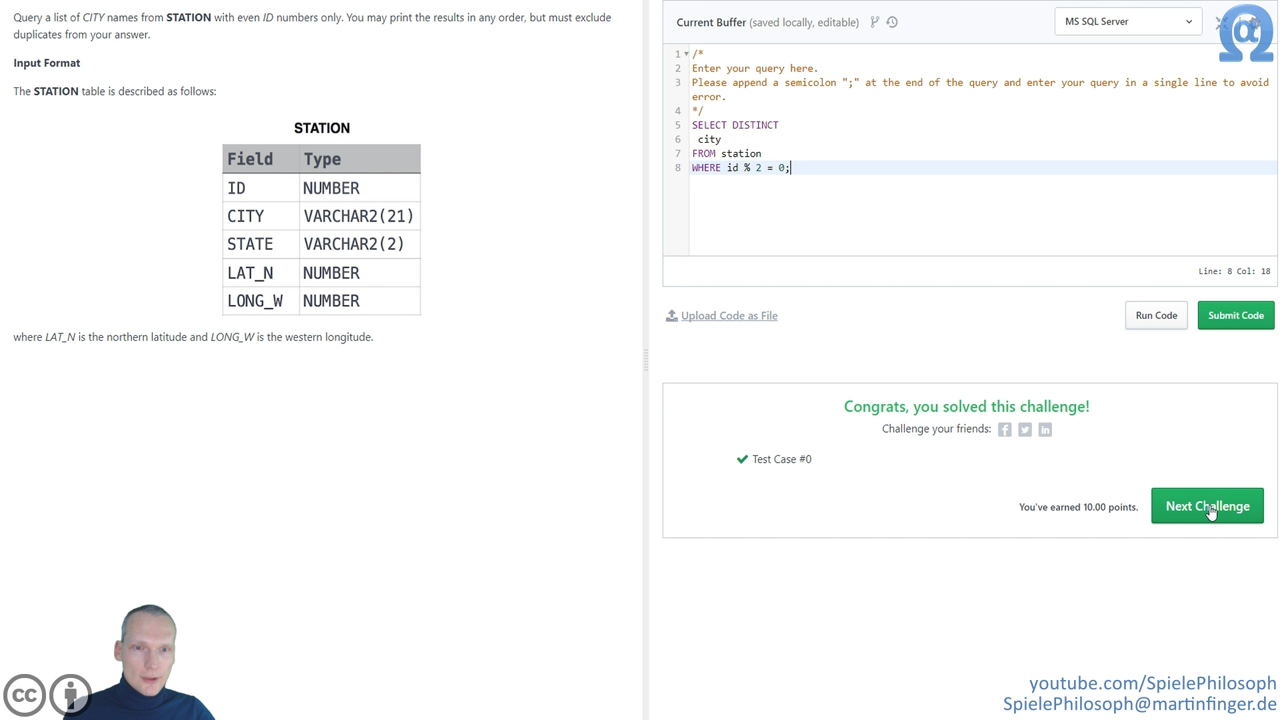 Query a list of CITY names from STATION with even ID numbers only. You may print the results in any order, but must exclude
duplicates from your answer.
Input Format
The STATION table is described as follows:
STATION
Field Type
ID NUMBER
CITY VARCHAR2(21)
STATE VARCHAR2(2)
LAT_N NUMBER
LONG_W NUMBER
where LAT_N is the northern latitude and LONG_W is the western longitude.
Current Buffer (saved locally, editable)
MS SQL Server
1 /*
2 Enter your query here.
3 Please append a semicolon ";" at the end of the query and enter your query in a single line to avoid
error.
4 */
5 SELECT DISTINCT
6 city
7 FROM station
8 WHERE id % 2 = 0;
Line: 8 Col: 18
Upload Code as File
Run Code
Submit Code
Congrats, you solved this challenge!
Challenge your friends:
Test Case #0
You've earned 10.00 points.
Next Challenge
cc
youtube.com/SpielePhilosoph
SpielePhilosoph@martinfinger.de